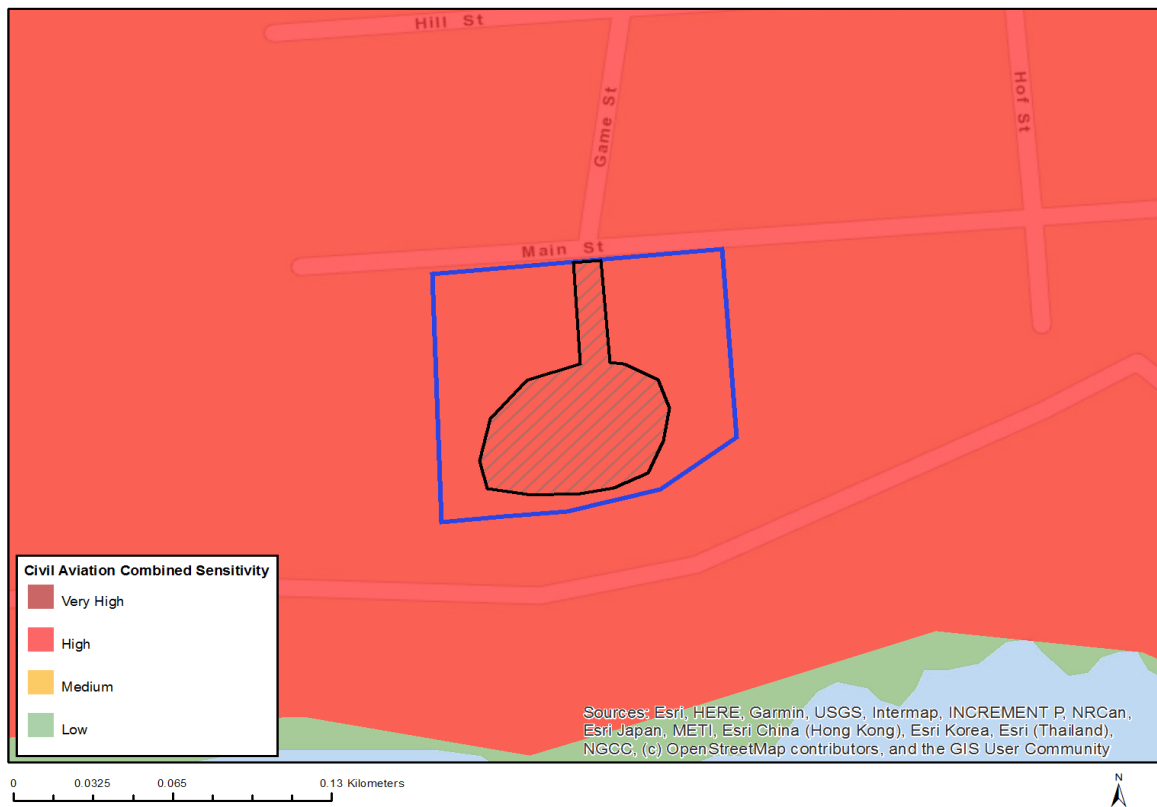 Hill St
Game St
Hof St
Main St
Civil Aviation Combined Sensitivity
Very High
High
Medium
Low
Sources: Esri, HERE, Garmin, USGS, Intermap, INCREMENT P, NRCan,
Esri Japan, METI, Esri China (Hong Kong), Esri Korea, Esri (Thailand),
NGCC, (c) OpenStreetMap contributors, and the GIS User Community
0 0.0325 0.065 0.13 Kilometers
N